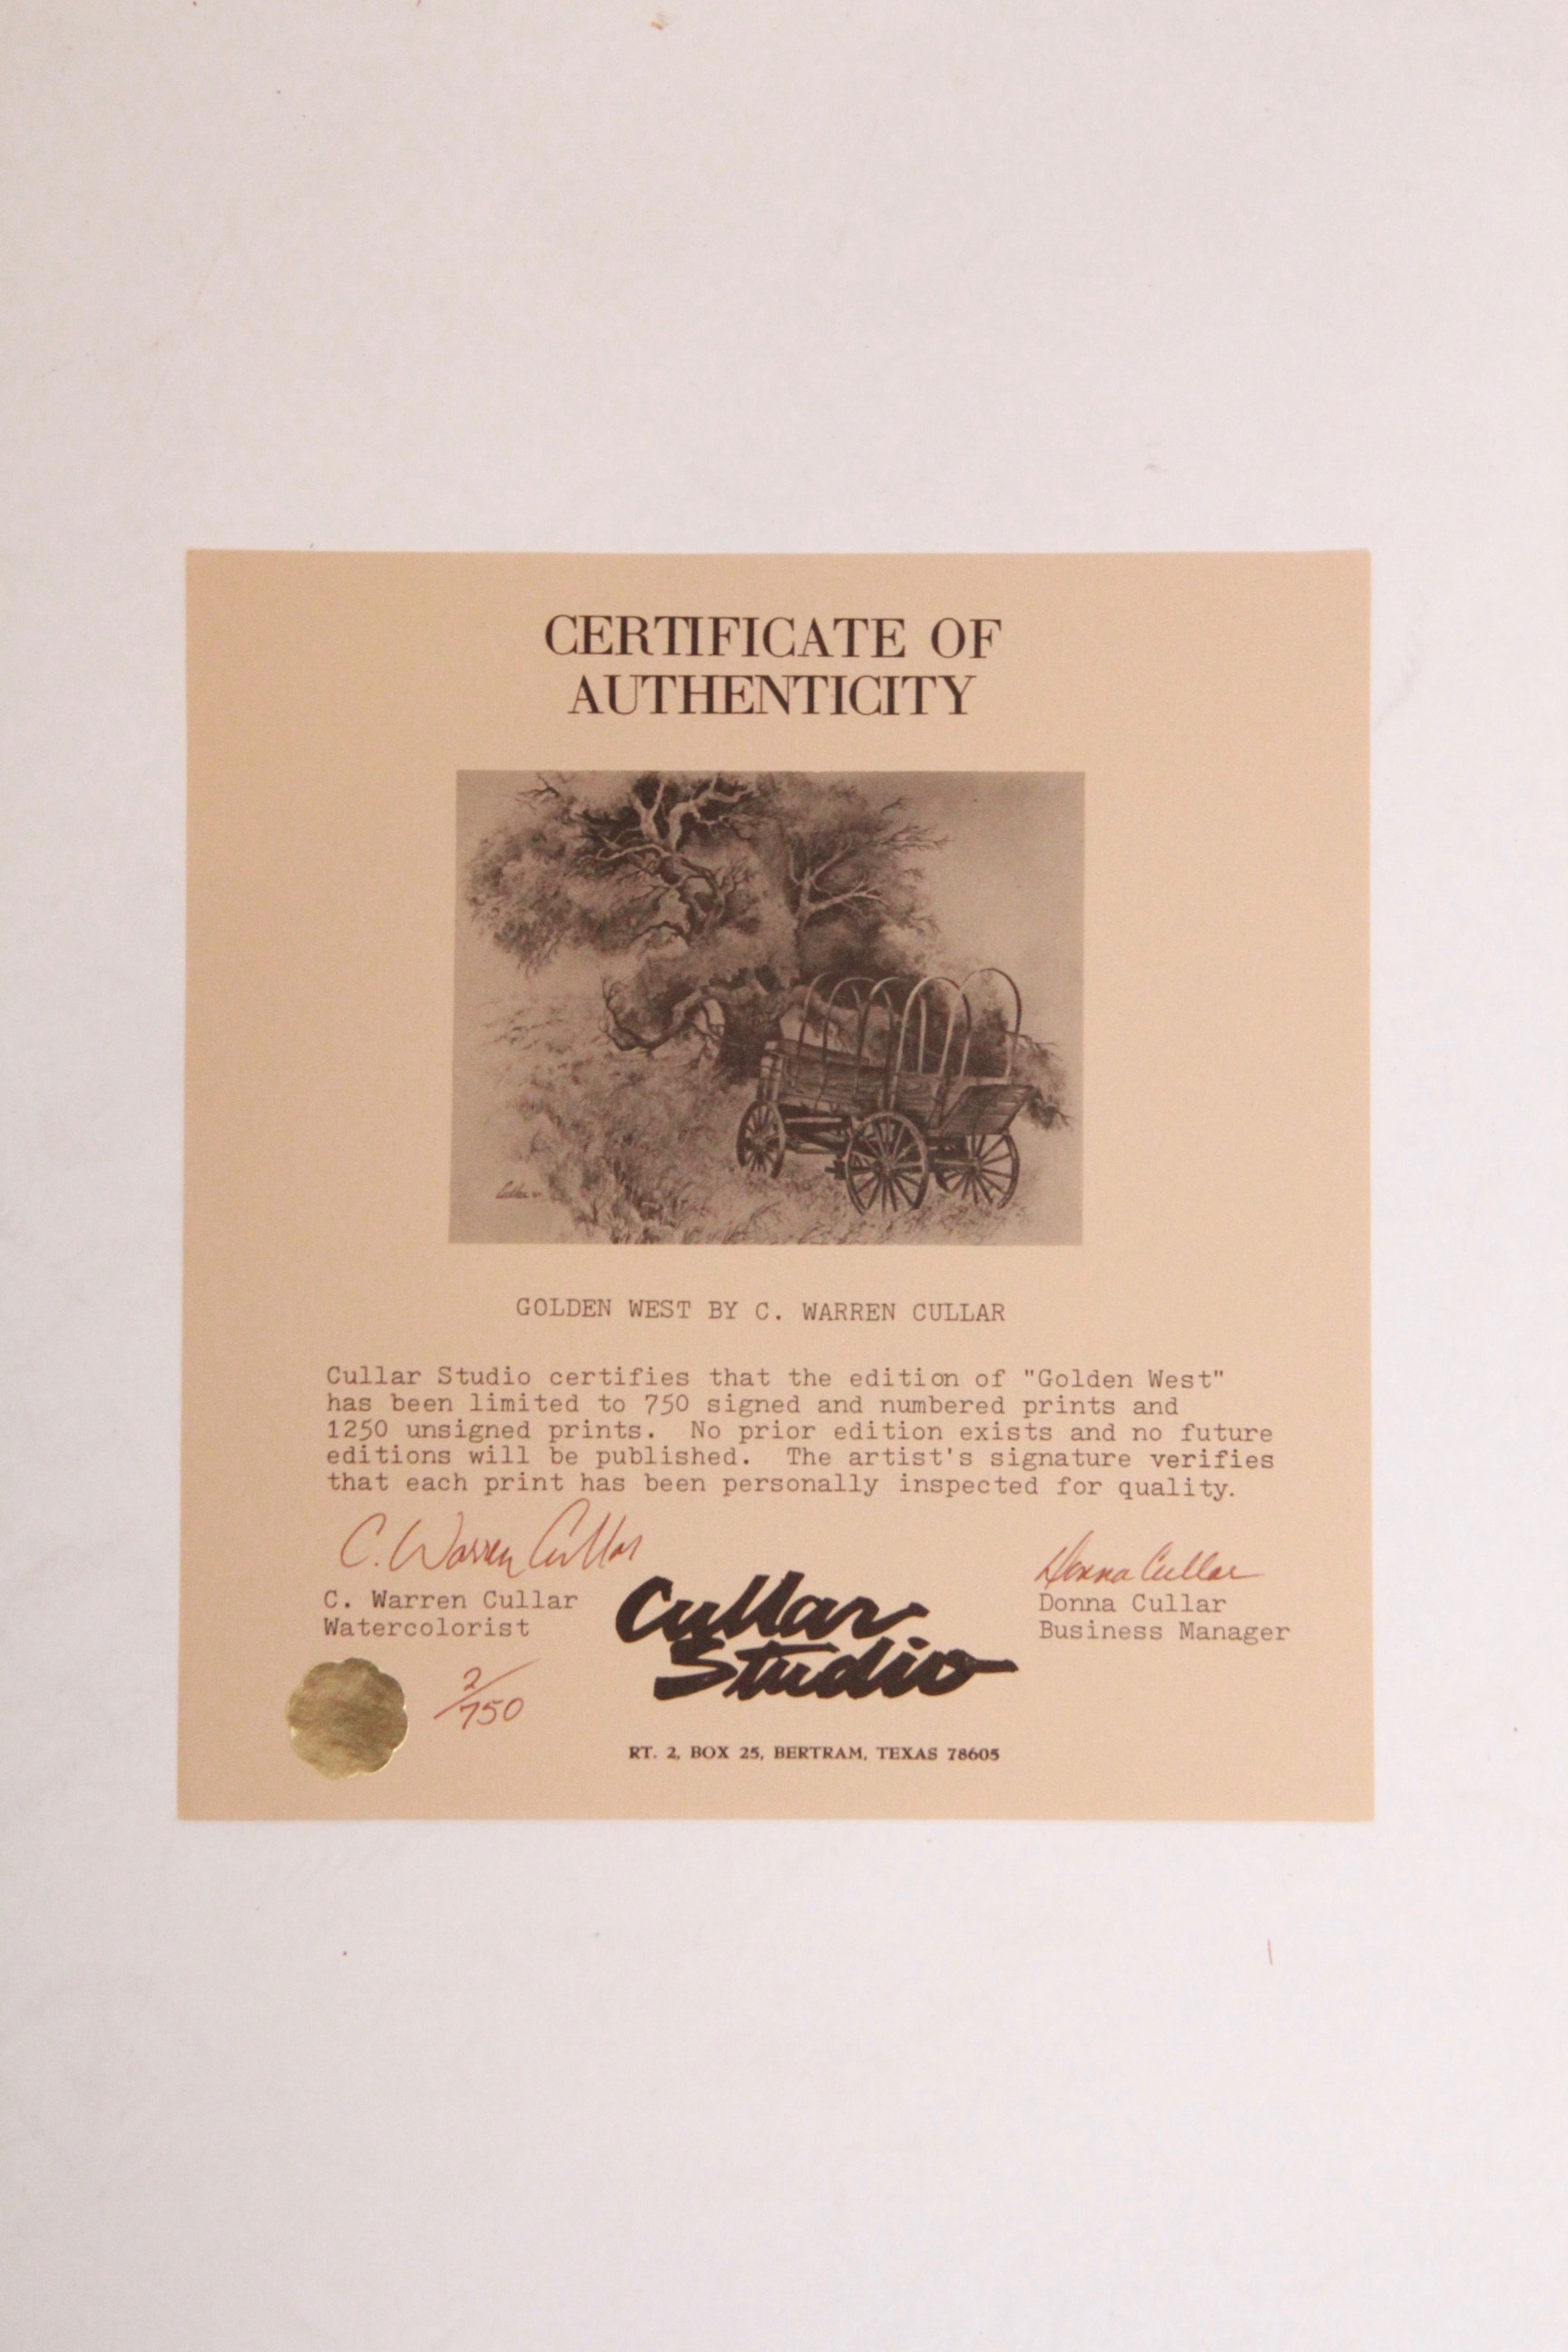 CERTIFICATE OF
AUTHENTICITY
Cullar
GOLDEN WEST BY C. WARREN CULLAR
Cullar Studio certifies that the edition of "Golden West"
has been limited to 750 signed and numbered prints and
1250 unsigned prints. No prior edition exists and no future
editions will be published. The artist's signature verifies
that each print has been personally inspected for quality.
C. Warren Cullar
C. Warren Cullar
Watercolorist
2/750
Cullar
Studio
Donna Cullar
Donna Cullar
Business Manager
RT. 2, BOX 25, BERTRAM, TEXAS 78605